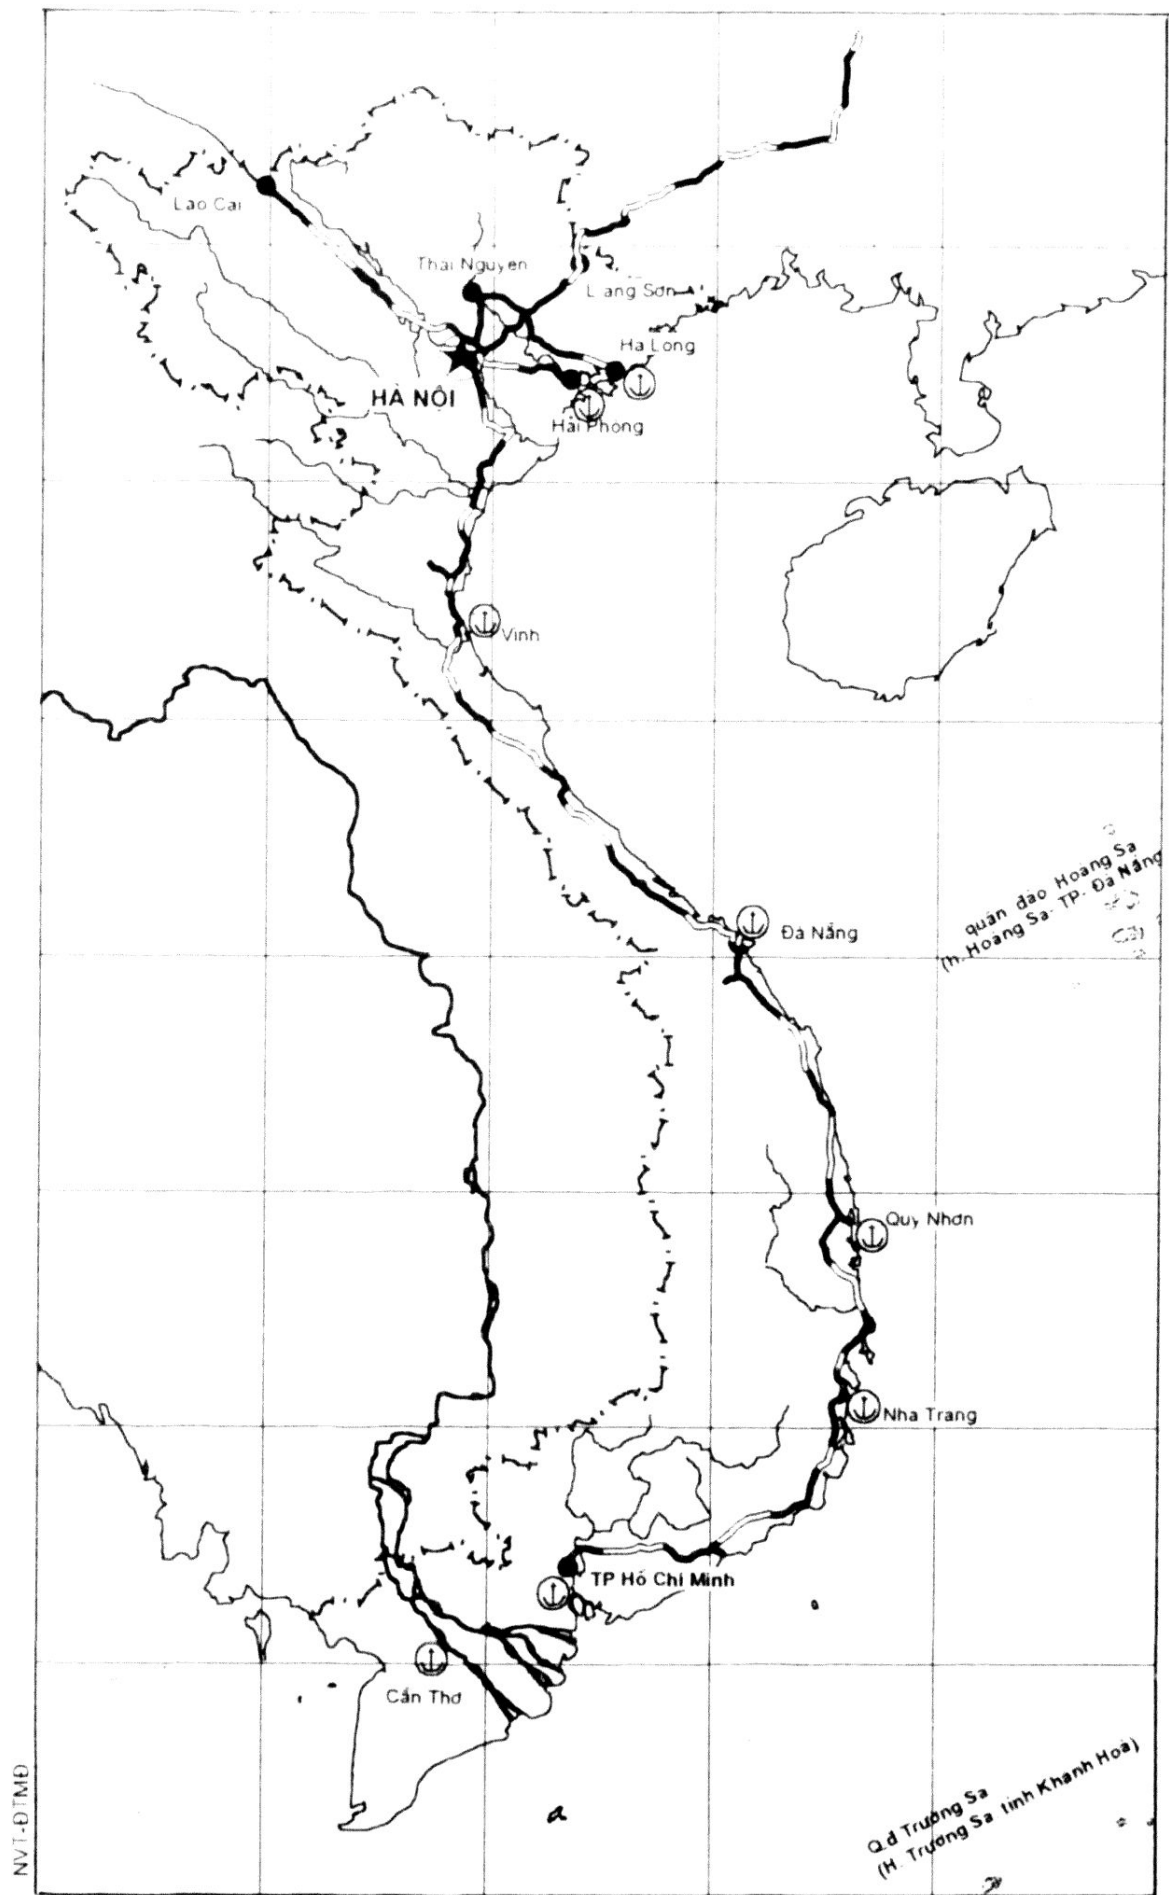 Lao Cai
Thai Nguyen
Lạng Sơn
Ha Long
HÀ NỘI
Hải Phòng
Vinh
quần đảo Hoàng Sa
(h. Hoàng Sa- TP- Đà Nẵng
Đà Nẵng
Quy Nhơn
Nha Trang
TP Hồ Chí Minh
Cần Thơ
Qđ Trường Sa
(H. Trường Sa tỉnh Khánh Hoà)
NVT-ĐTMĐ